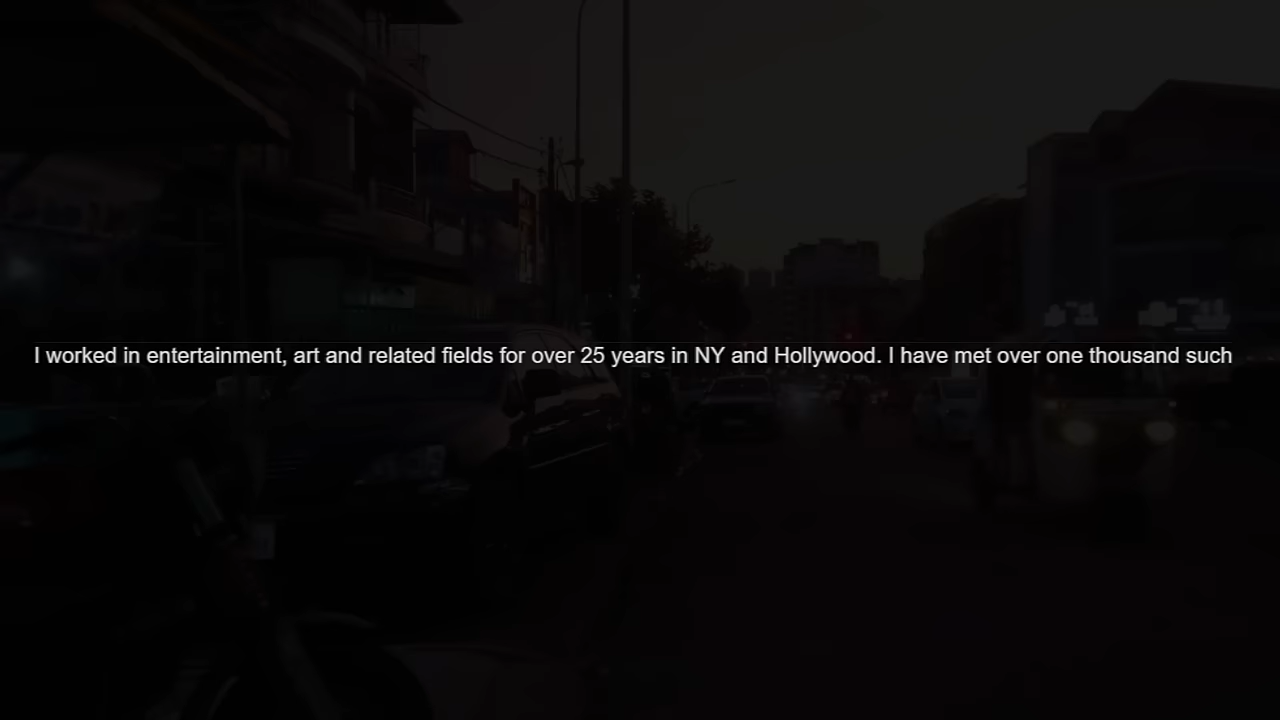 I worked in entertainment, art and related fields for over 25 years in NY and Hollywood. I have met over one thousand such